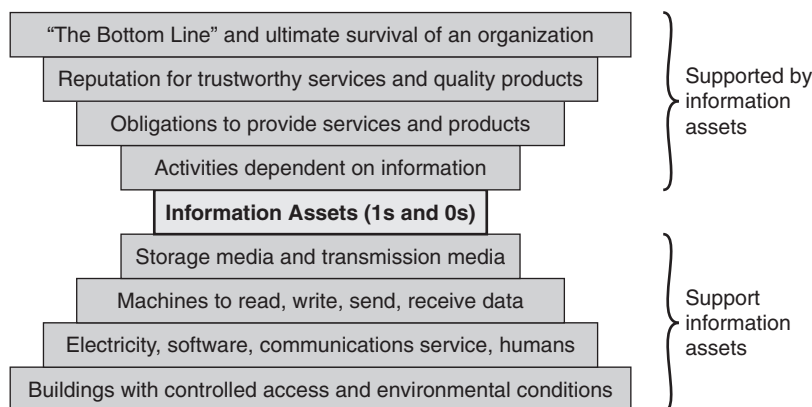 “The Bottom Line” and ultimate survival of an organization
Reputation for trustworthy services and quality products
Obligations to provide services and products
Activities dependent on information
Supported by
information
assets
Information Assets (1s and 0s)
Storage media and transmission media
Machines to read, write, send, receive data
Electricity, software, communications service, humans
Buildings with controlled access and environmental conditions
Support
information
assets